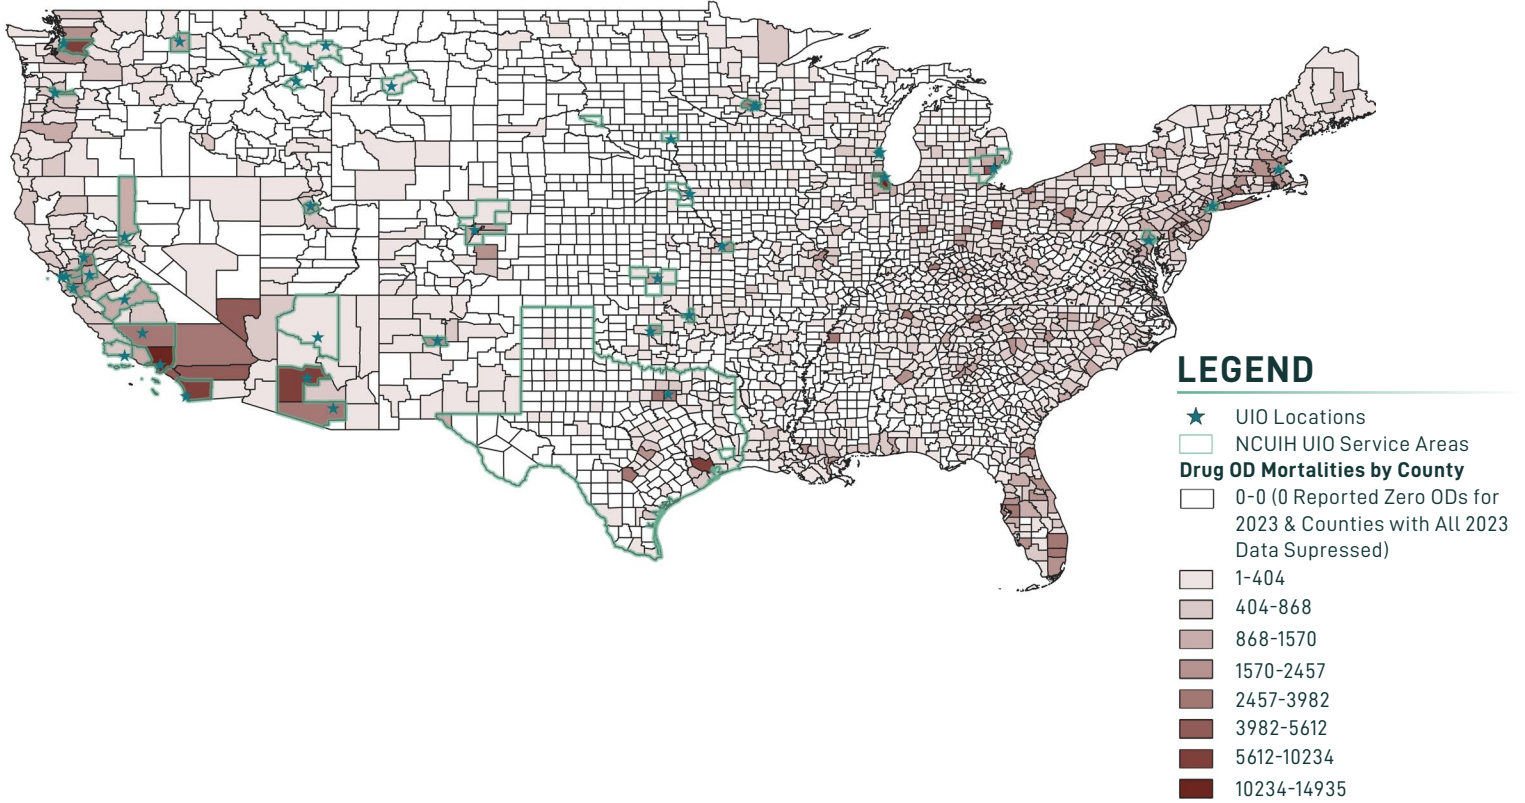 LEGEND
UIO Locations
NCUIH UIO Service Areas
Drug OD Mortalities by County
0-0 (0 Reported Zero ODs for
2023 & Counties with All 2023
Data Supressed)
1-404
404-868
868-1570
1570-2457
2457-3982
3982-5612
5612-10234
10234-14935